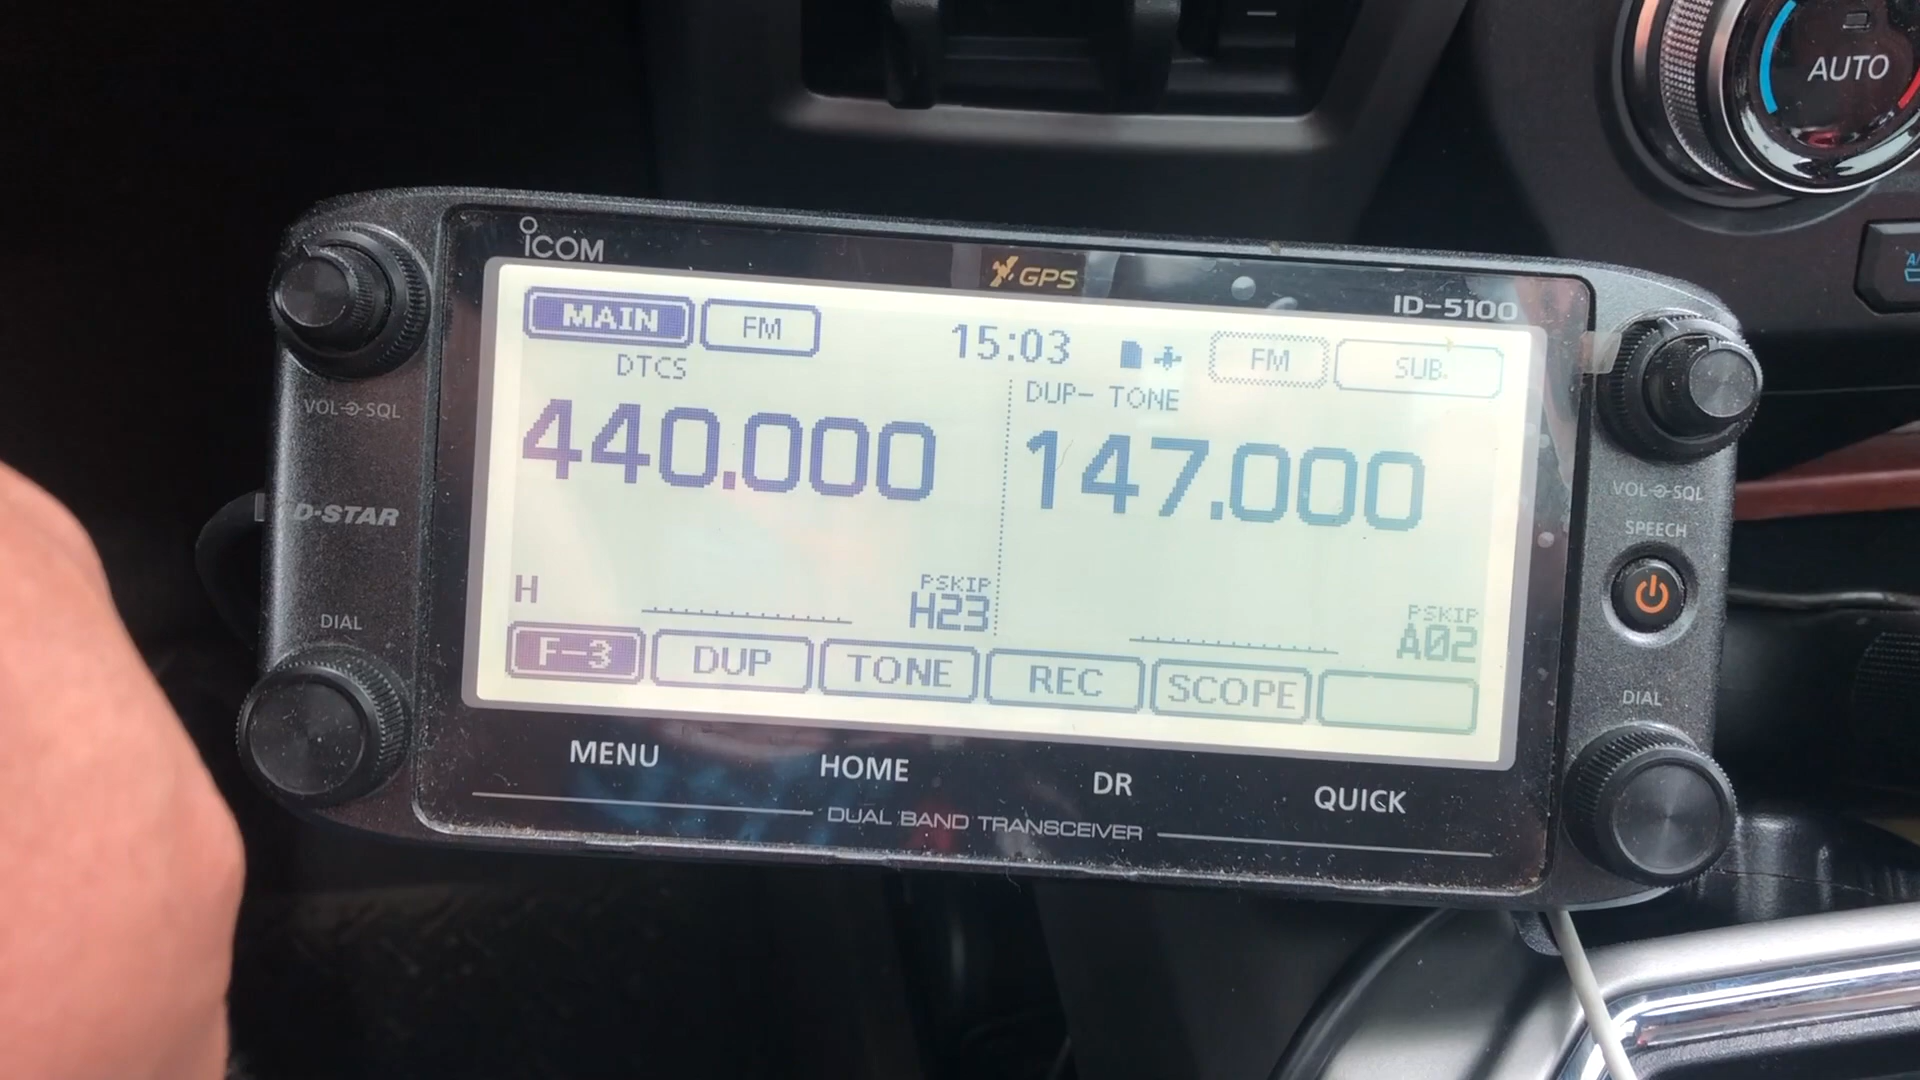 AUTO
ICOM
GPS
ID-5100
MAIN FM 15:03 FM SUB
DTCS DUP- TONE
440.000 147.000
VOL SQL
VOL SQL
D-STAR
SPEECH
H PSKIP PSKIP
H23 A02
DIAL
DIAL
F-3 DUP TONE REC SCOPE
MENU HOME DR QUICK
DUAL BAND TRANSCEIVER